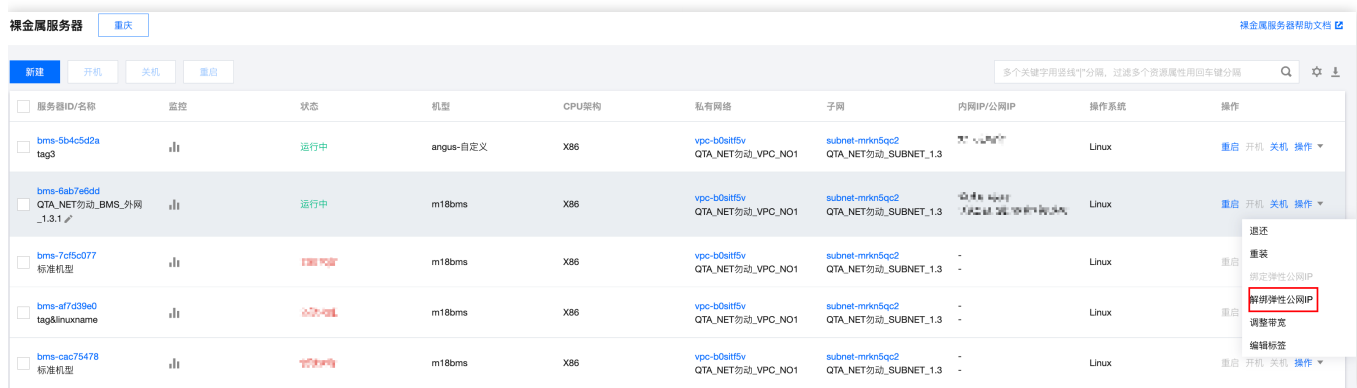 裸金属服务器 重庆 裸金属服务器帮助文档
新建 开机 关机 重启 多个关键字用竖线"|"分隔，过滤多个资源属性用回车键分隔
服务器ID/名称 监控 状态 机型 CPU架构 私有网络 子网 内网IP/公网IP 操作系统 操作
bms-5b4c5d2a vpc-b0sitf5v subnet-mrkn5qc2
运行中 angus-自定义 X86 Linux 重启 开机 关机 操作
tag3 QTA_NET勿动_VPC_NO1 QTA_NET勿动_SUBNET_1.3
bms-6ab7e6dd
QTA_NET勿动_BMS_外网 运行中 m18bms X86 vpc-b0sitf5v subnet-mrkn5qc2 Linux 重启 开机 关机 操作
_1.3.1 QTA_NET勿动_VPC_NO1 QTA_NET勿动_SUBNET_1.3
退还
bms-7cf5c077 vpc-b0sitf5v subnet-mrkn5qc2 - 重装
m18bms X86 Linux 重启
标准机型 QTA_NET勿动_VPC_NO1 QTA_NET勿动_SUBNET_1.3 -
绑定弹性公网IP
解绑弹性公网IP
bms-af7d39e0 vpc-b0sitf5v subnet-mrkn5qc2 -
m18bms X86 Linux 重启
tag&linuxname QTA_NET勿动_VPC_NO1 QTA_NET勿动_SUBNET_1.3 -
调整带宽
编辑标签
bms-cac75478 vpc-b0sitf5v subnet-mrkn5qc2 -
m18bms X86 Linux 重启 开机 关机 操作
标准机型 QTA_NET勿动_VPC_NO1 QTA_NET勿动_SUBNET_1.3 -